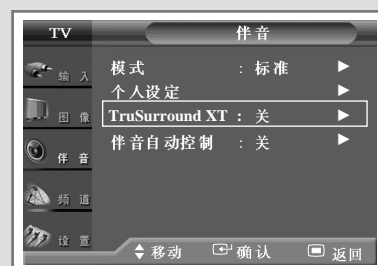 TV
伴音
输 入
图 像
伴 音
频 道
设 置
模式 : 标准 ▶
个人设定 ▶
TruSurround XT : 关 ▶
伴音自动控制 : 关 ▶
移动 确认 返回